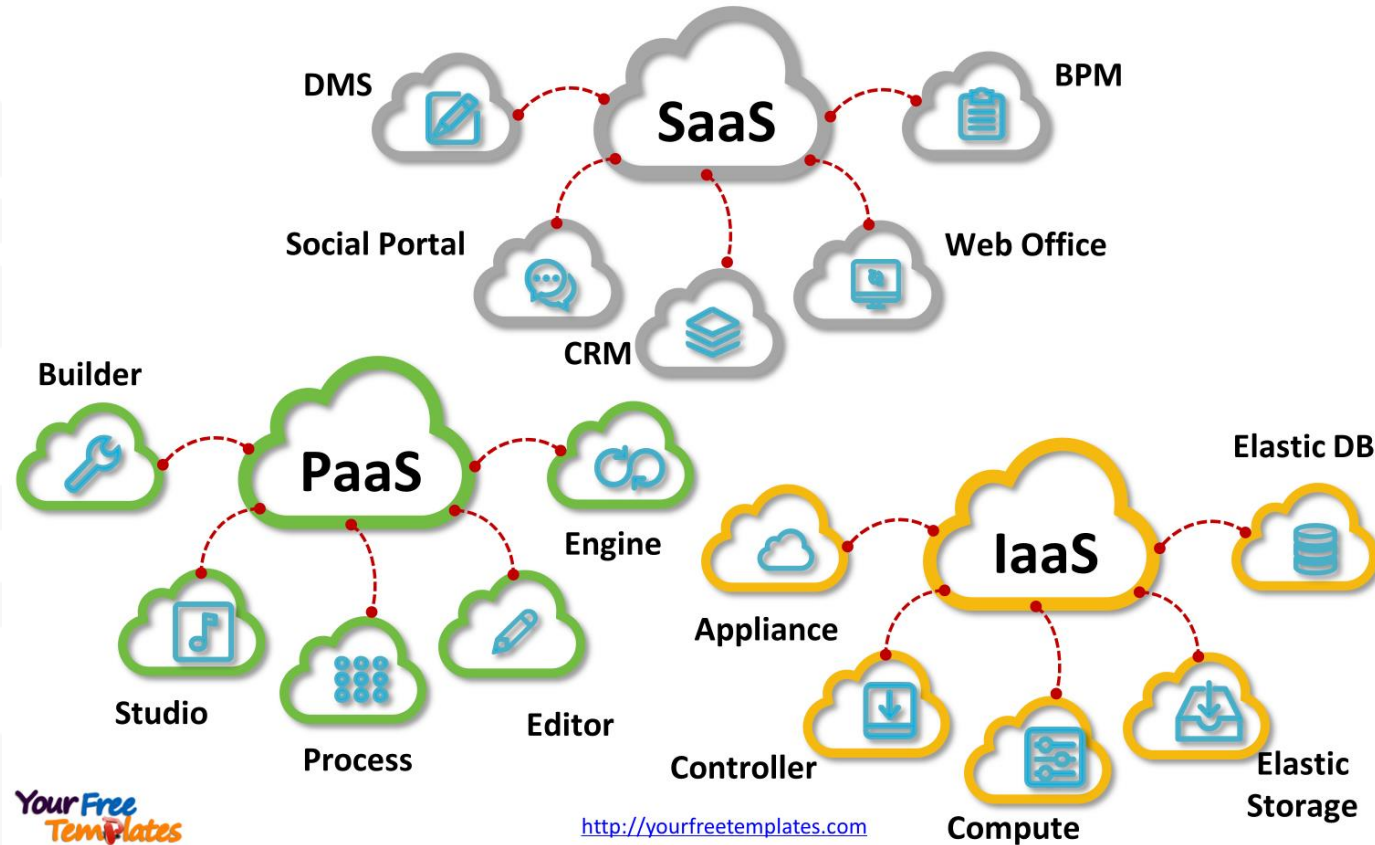 DMS
SaaS
BPM
Social Portal
Web Office
CRM
Builder
PaaS
Engine
Studio
Process
Editor
Elastic DB
IaaS
Appliance
Controller
Compute
Elastic
Storage
Your Free
Templates
http://yourfreetemplates.com